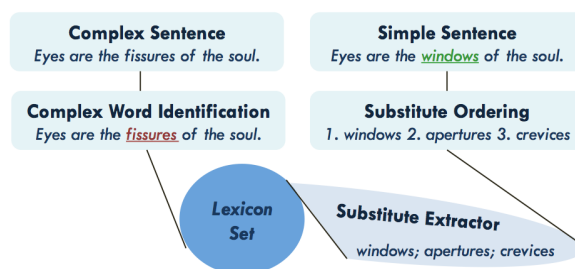 Complex Sentence
Eyes are the fissures of the soul.
Complex Word Identification
Eyes are the fissures of the soul.
Lexicon
Set
Substitute Extractor
windows; apertures; crevices
Substitute Ordering
1. windows 2. apertures 3. crevices
Simple Sentence
Eyes are the windows of the soul.